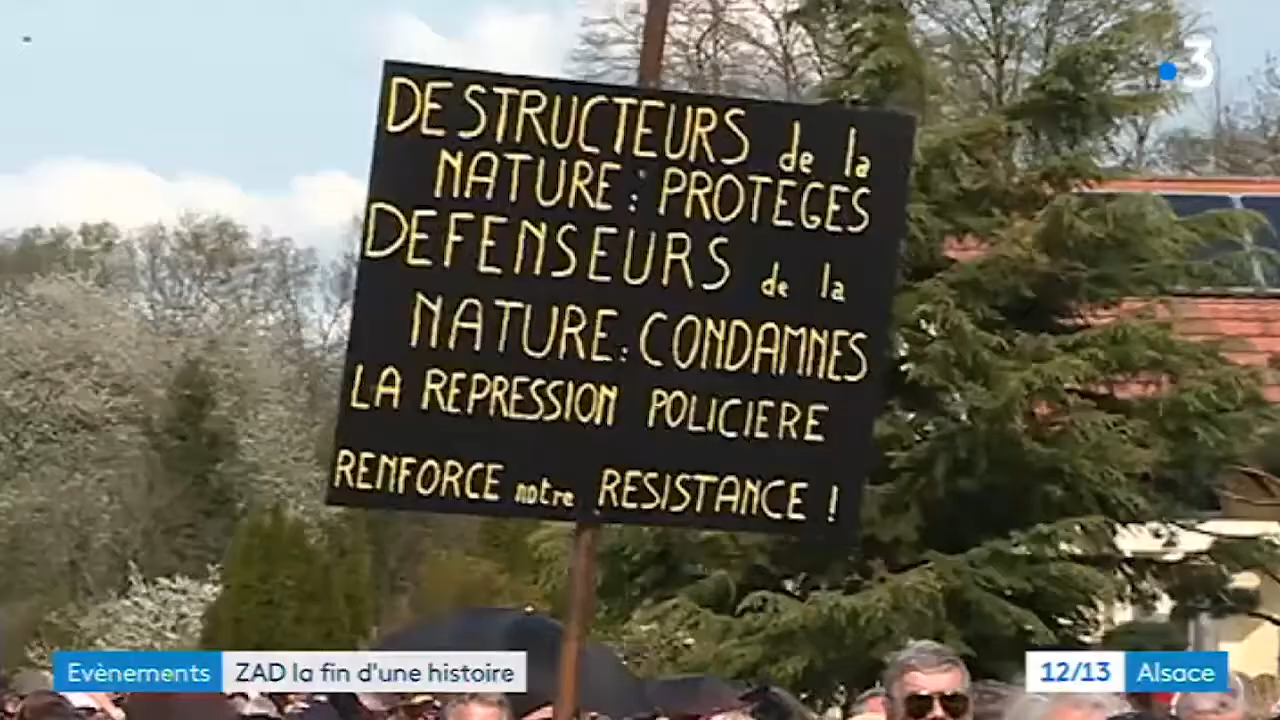 3
DESTRUCTEURS de la
NATURE : PROTEGES
DEFENSEURS de la
NATURE : CONDAMNES
LA REPRESSION POLICIERE
RENFORCE notre RESISTANCE !
Evènements ZAD la fin d'une histoire
12/13 Alsace